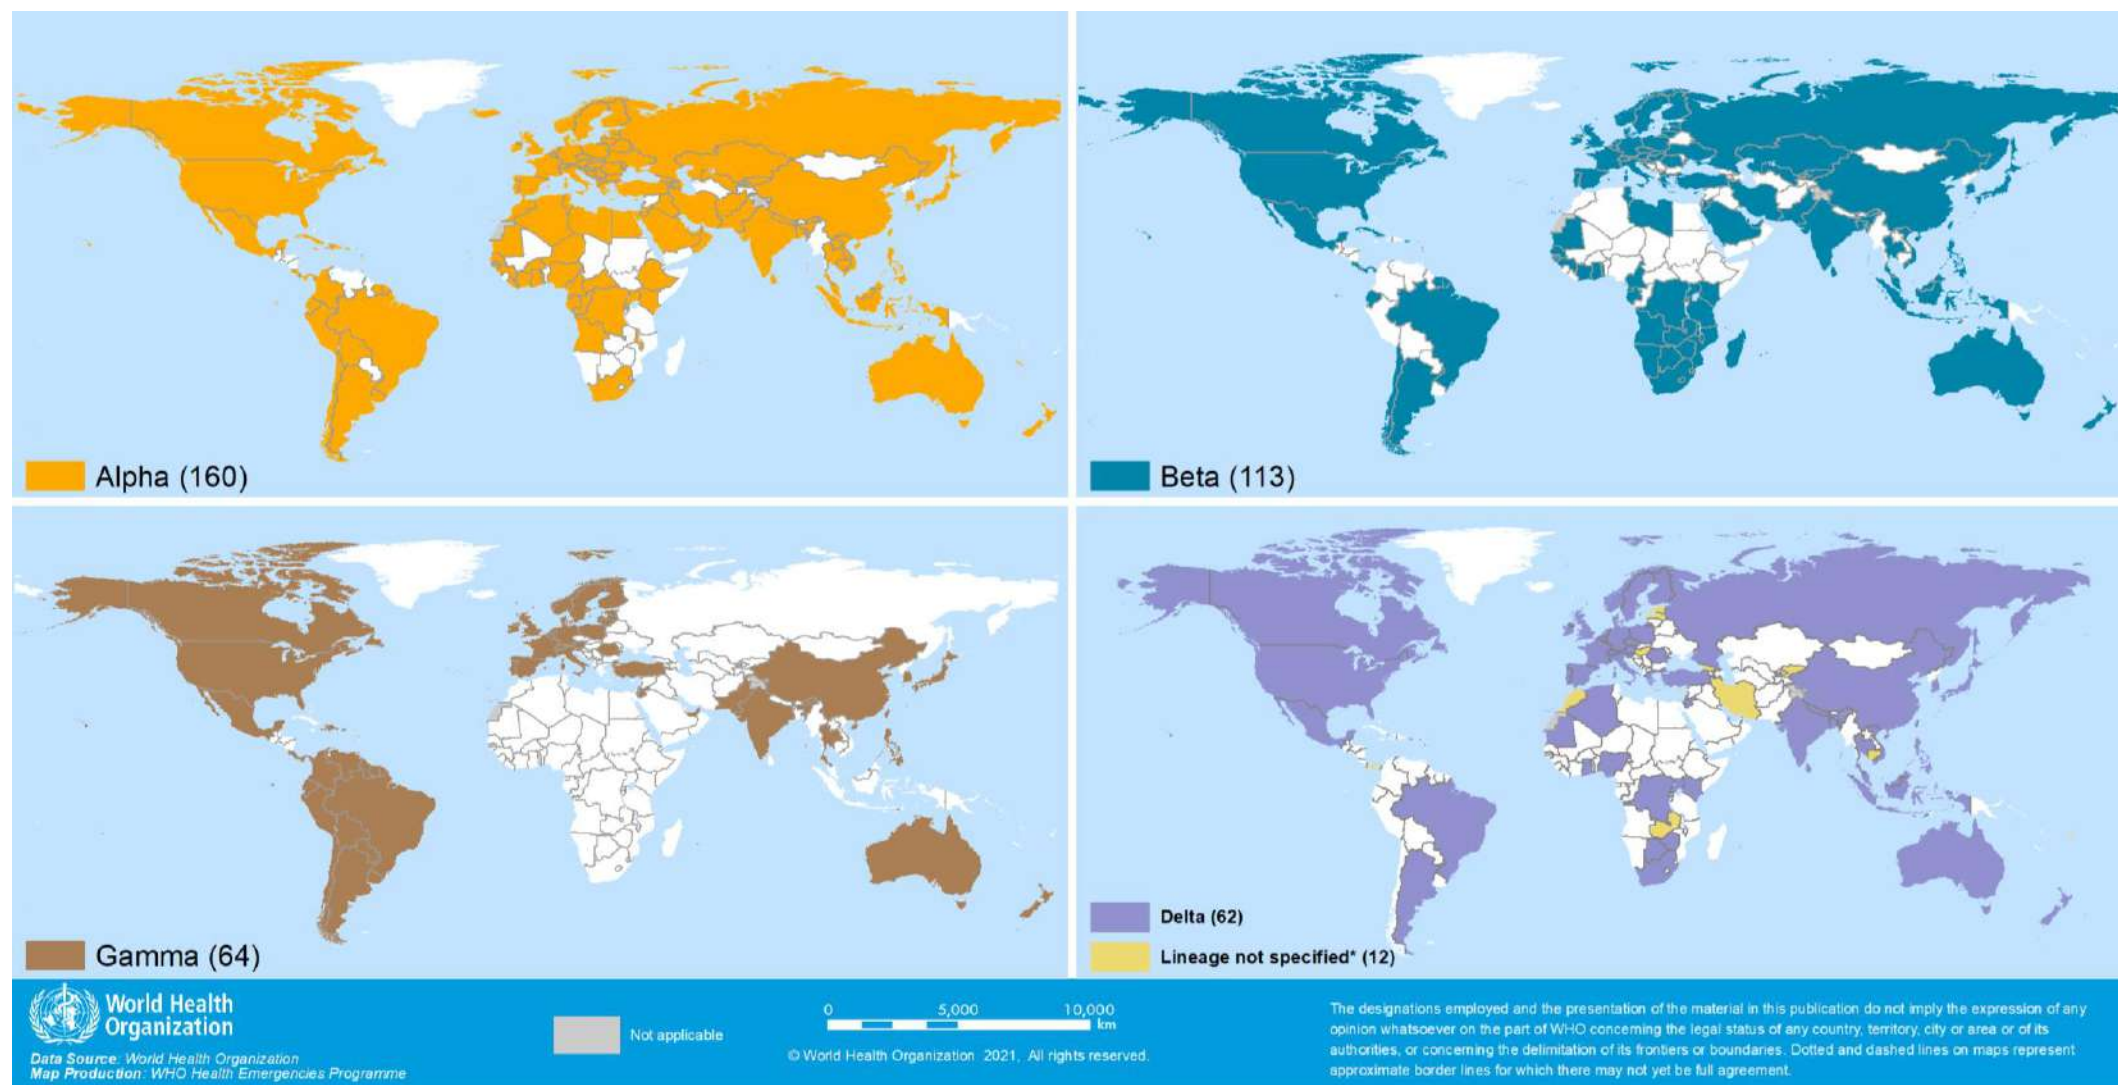 Alpha (160)
Beta (113)
Gamma (64)
Delta (62)
Lineage not specified* (12)
World Health
Organization
Data Source: World Health Organization
Map Production: WHO Health Emergencies Programme
Not applicable
0 5,000 10,000
km
© World Health Organization 2021, All rights reserved.
The designations employed and the presentation of the material in this publication do not imply the expression of any
opinion whatsoever on the part of WHO concerning the legal status of any country, territory, city or area or of its
authorities, or concerning the delimitation of its frontiers or boundaries. Dotted and dashed lines on maps represent
approximate border lines for which there may not yet be full agreement.